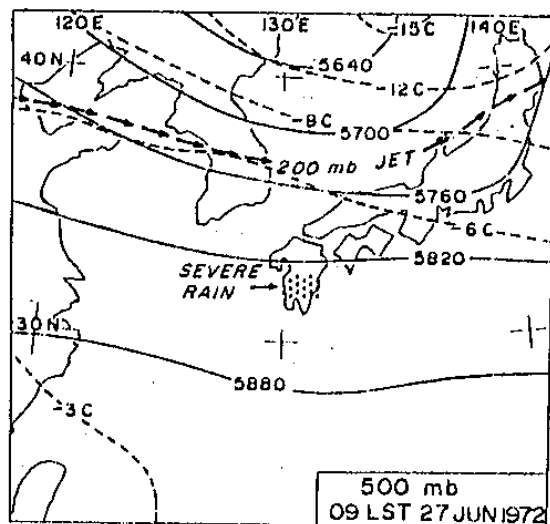 120E
130E
140E
40N
5640
-15C
-12C
-8C
5700
200 mb
JET
5760
-6C
5820
SEVERE
RAIN
30N
5880
-3C
500 mb
09 LST 27 JUN 1972